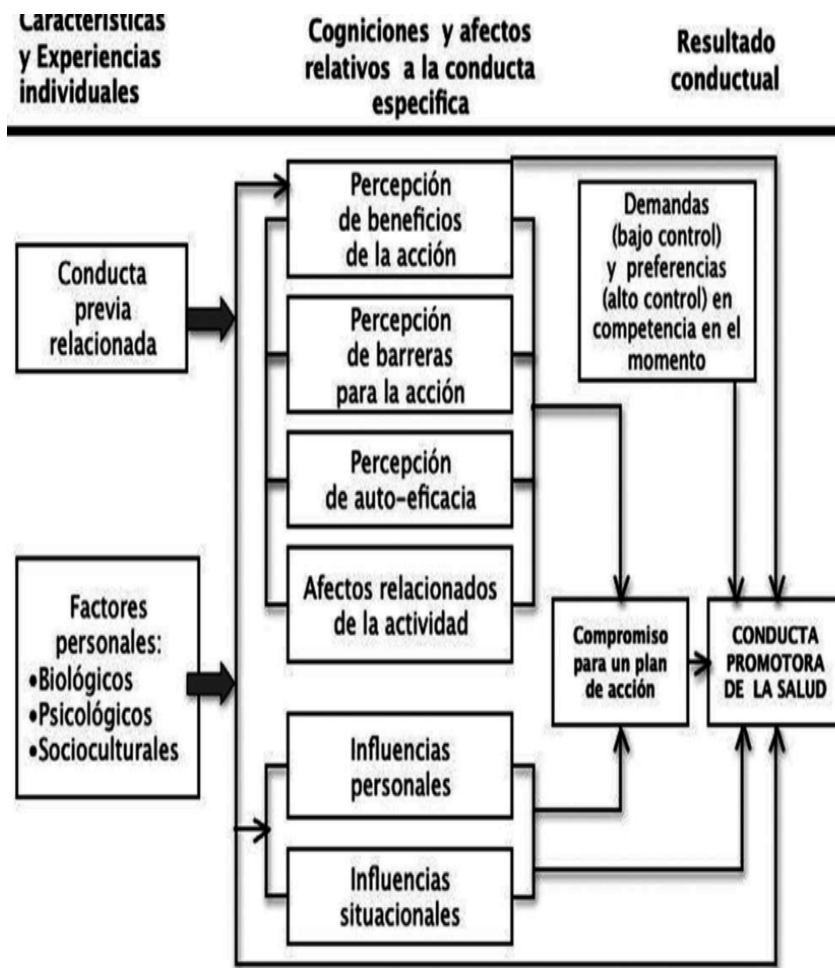 Características
y Experiencias
individuales
Cogniciones y afectos
relativos a la conducta
especifica
Resultado
conductual
Conducta
previa
relacionada
Factores
personales:
•Biológicos
•Psicológicos
•Socioculturales
Percepción
de beneficios
de la acción
Percepción
de barreras
para la acción
Percepción
de auto-eficacia
Afectos relacionados
de la actividad
Influencias
personales
Influencias
situacionales
Demandas
(bajo control)
y preferencias
(alto control) en
competencia en el
momento
Compromiso
para un plan
de acción
CONDUCTA
PROMOTORA
DE LA SALUD